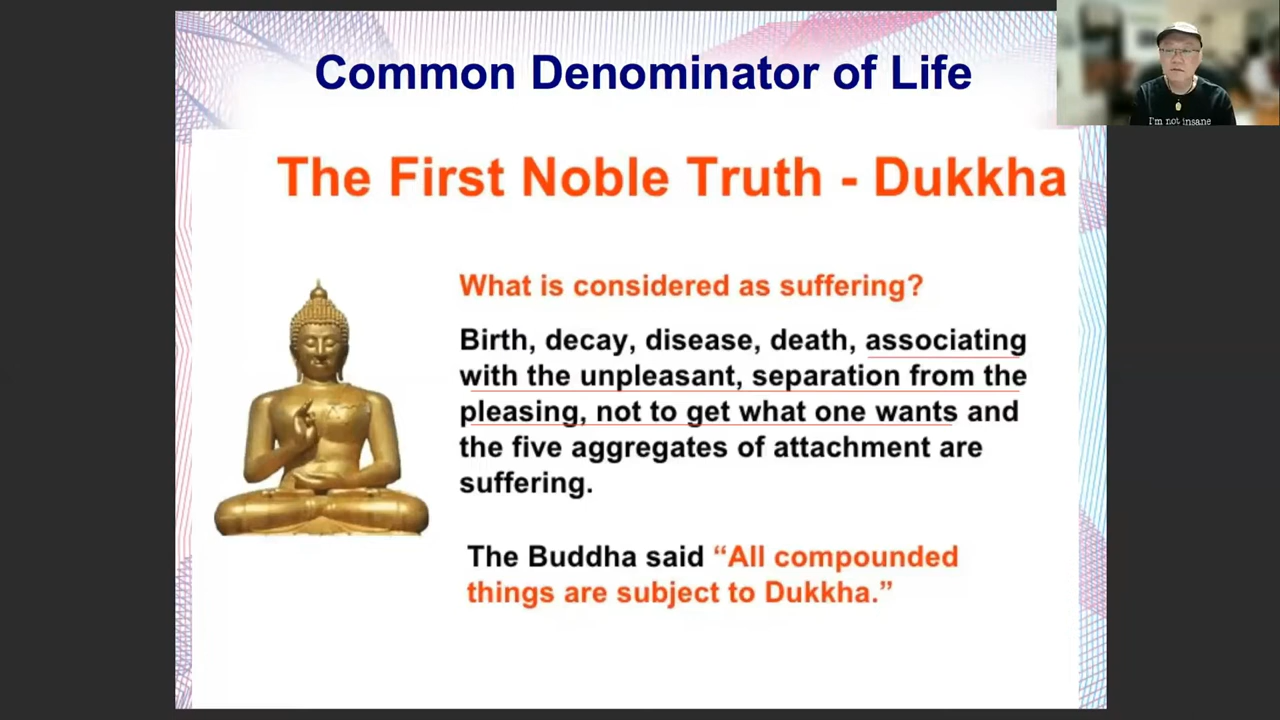 Common Denominator of Life
I'm not insane
The First Noble Truth - Dukkha
What is considered as suffering?
Birth, decay, disease, death, associating
with the unpleasant, separation from the
pleasing, not to get what one wants and
the five aggregates of attachment are
suffering.
The Buddha said “All compounded
things are subject to Dukkha.”